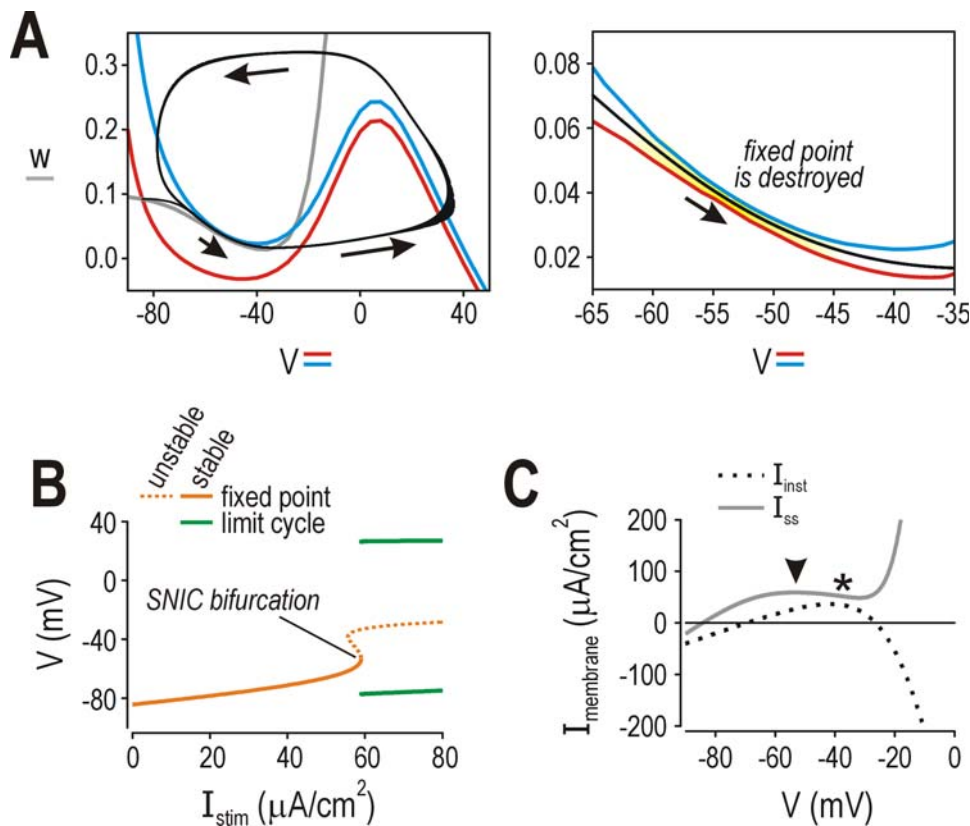 A
0.3
0.2
0.1
0.0
w
-80
-40
0
40
V
0.08
0.06
0.04
0.02
fixed point
is destroyed
-65
-60
-55
-50
-45
-40
-35
V
B
unstable
stable
fixed point
limit cycle
40
0
-40
-80
V (mV)
SNIC bifurcation
0
20
40
60
80
Istim (μA/cm²)
C
Iinst
Iss
200
100
0
-100
-200
Imembrane (μA/cm²)
*
-80
-60
-40
-20
0
V (mV)